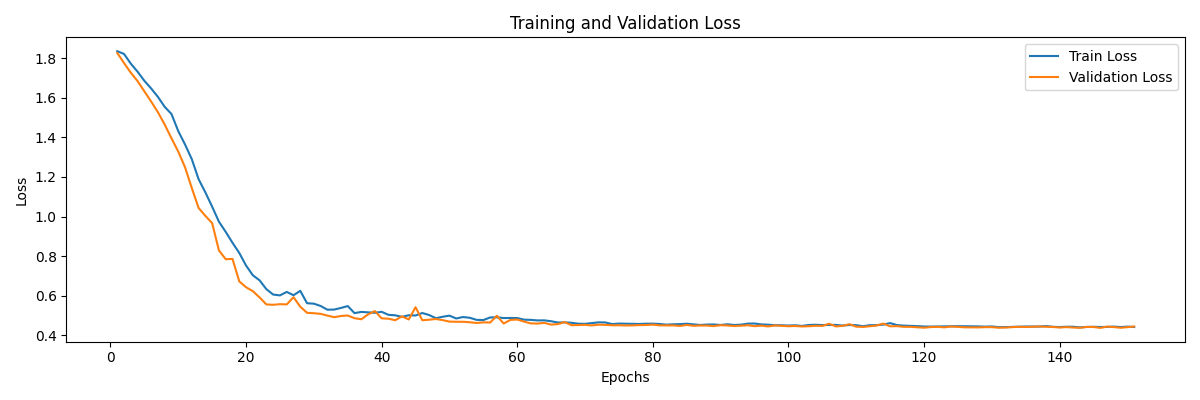 Training and Validation Loss
Train Loss
Validation Loss
Loss
1.8
1.6
1.4
1.2
1.0
0.8
0.6
0.4
0 20 40 60 80 100 120 140
Epochs